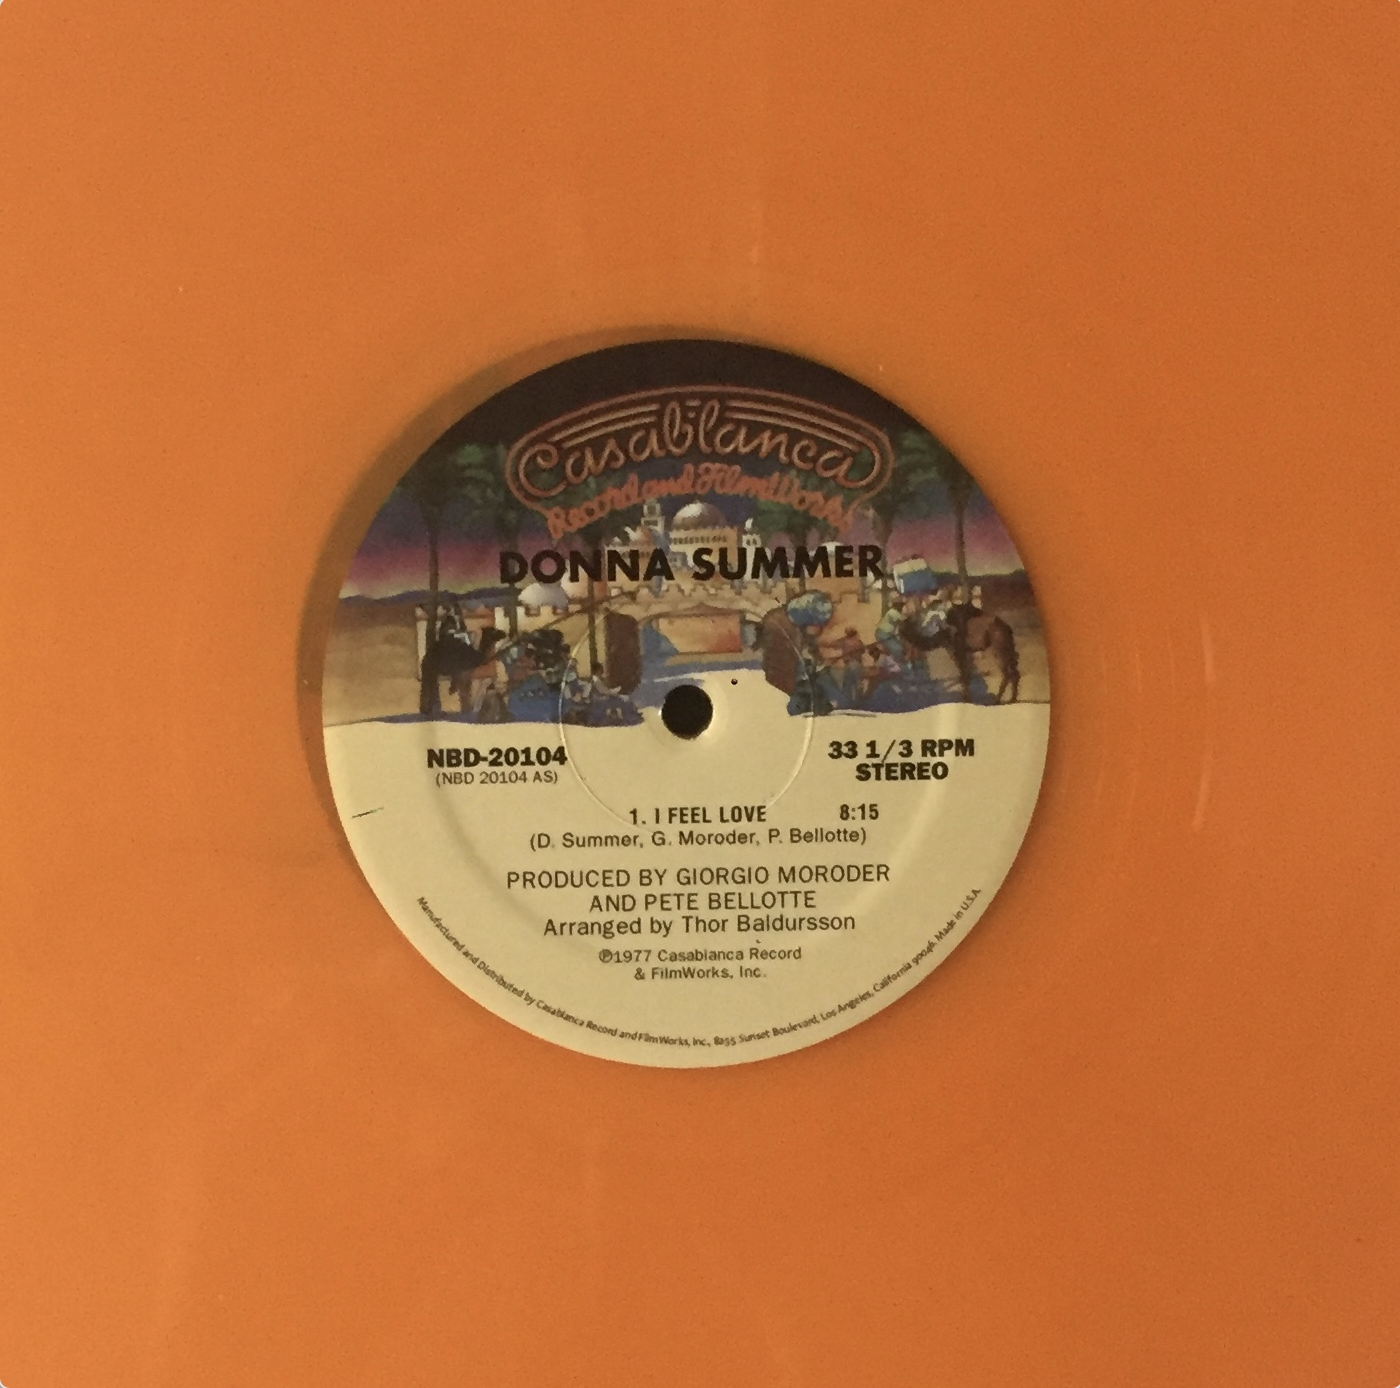 Casablanca
Record and FilmWorks
DONNA SUMMER
NBD-20104
(NBD 20104 AS)
33 1/3 RPM
STEREO
1. I FEEL LOVE 8:15
(D. Summer, G. Moroder, P. Bellotte)
PRODUCED BY GIORGIO MORODER
AND PETE BELLOTTE
Arranged by Thor Baldursson
℗1977 Casablanca Record
& FilmWorks, Inc.
Manufactured and Distributed by Casablanca Record and FilmWorks, Inc., 8255 Sunset Boulevard, Los Angeles, California 90046. Made in U.S.A.